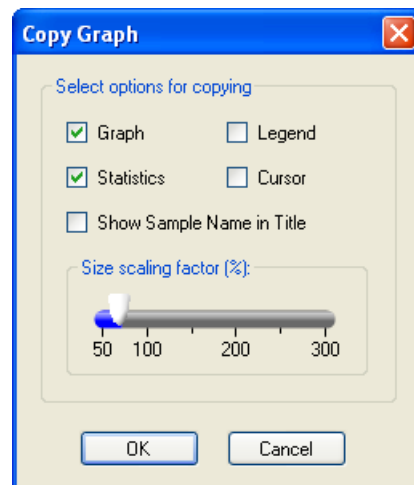 Copy Graph
Select options for copying
Graph Legend
Statistics Cursor
Show Sample Name in Title
Size scaling factor (%):
50 100 200 300
OK Cancel